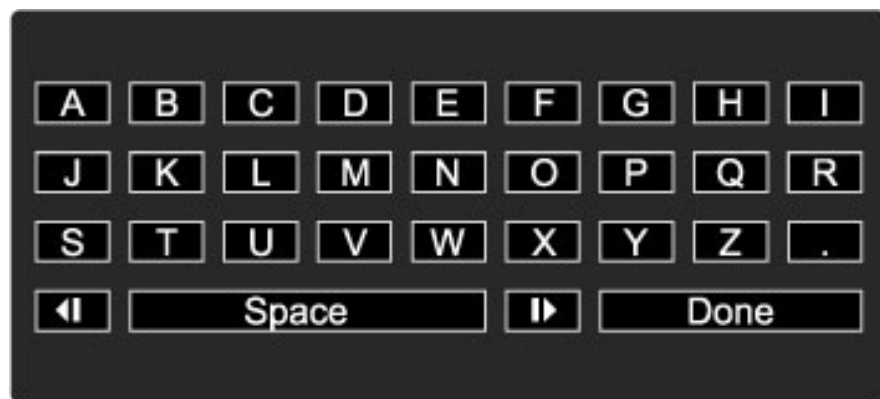 A B C D E F G H I
J K L M N O P Q R
S T U V W X Y Z .
Space Done